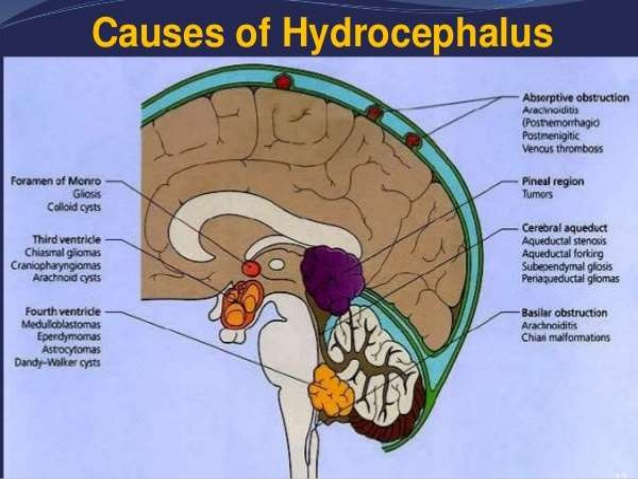 Causes of Hydrocephalus
Foramen of Monro
Gliosis
Colloid cysts
Third ventricle
Chiasmal gliomas
Craniopharyngiomas
Arachnoid cysts
Fourth ventricle
Medulloblastomas
Ependymomas
Astrocytomas
Dandy–Walker cysts
Absorptive obstruction
Arachnoiditis
(Posthemorrhagic)
Postmenigitic
Venous thrombosis
Pineal region
Tumors
Cerebral aqueduct
Aqueductal stenosis
Aqueductal forking
Subependymal gliosis
Periaqueductal gliomas
Basilar obstruction
Arachnoiditis
Chiari malformations